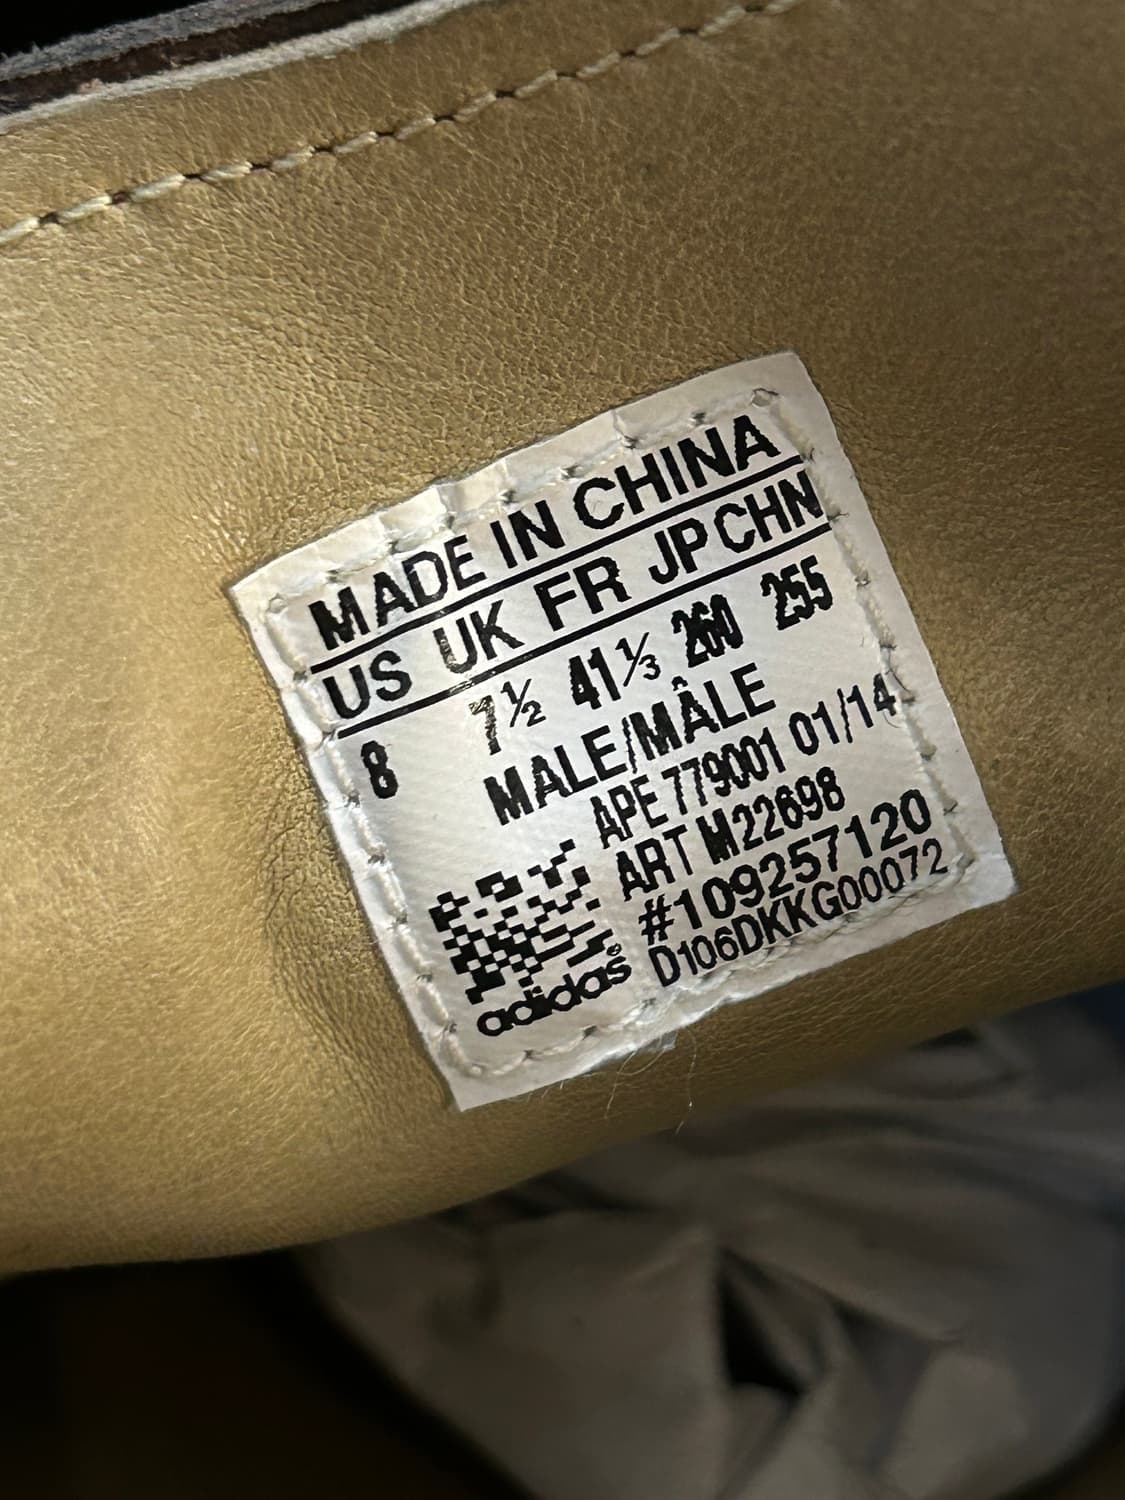 MADE IN CHINA
US UK FR JP CHN
8 7½ 41⅓ 260 255
MALE/MÂLE
APE 779001 01/14
ART M22698
#109257120
D106DKKG00072
adidas®